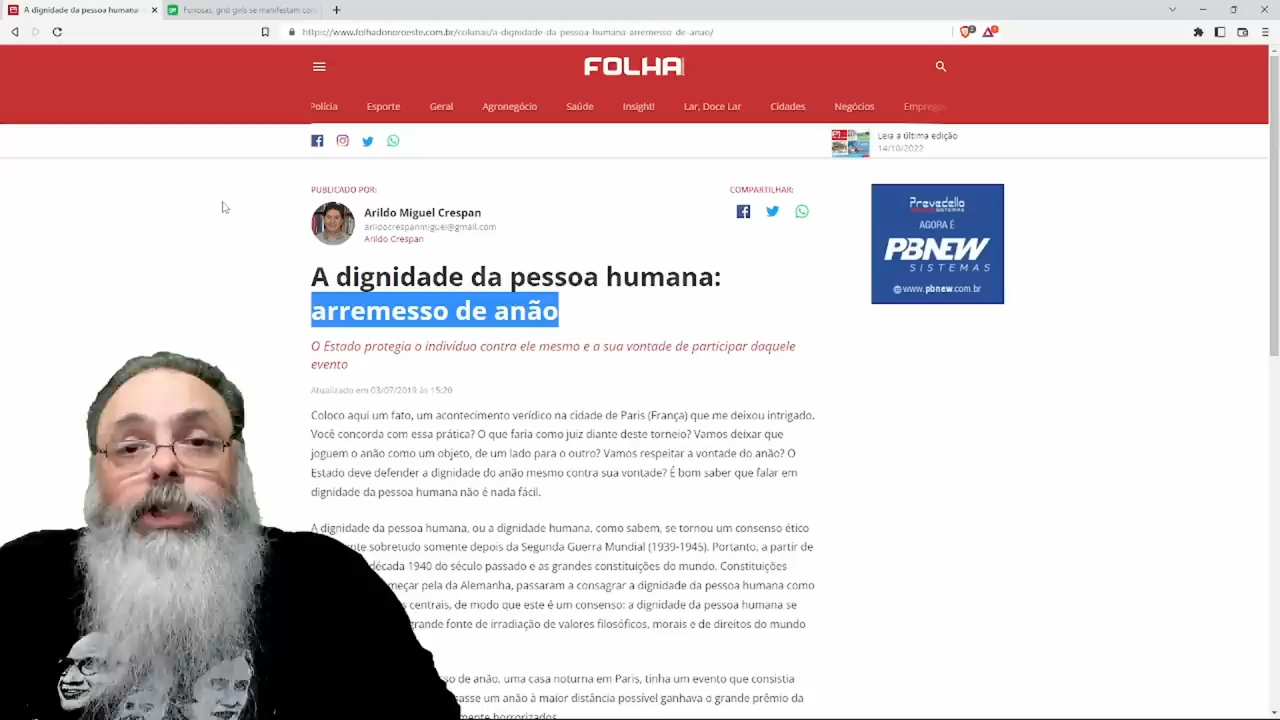 A dignidade da pessoa humana
Furiosas, grid girls se manifestam con
https://www.folhadonoroeste.com.br/colunas/a-dignidade-da-pessoa-humana-arremesso-de-anao/
FOLHA
Polícia Esporte Geral Agronegócio Saúde Insight! Lar, Doce Lar Cidades Negócios Empregos
Leia a última edição
14/10/2022
PUBLICADO POR:
COMPARTILHAR:
Arildo Miguel Crespan
arildocrespanmiguel@gmail.com
Arildo Crespan
Prevedello
SISTEMAS
AGORA É
PBNEW
SISTEMAS
www.pbnew.com.br
A dignidade da pessoa humana:
arremesso de anão
O Estado protegia o indivíduo contra ele mesmo e a sua vontade de participar daquele
evento
Atualizado em 03/07/2019 às 15:20
Coloco aqui um fato, um acontecimento verídico na cidade de Paris (França) que me deixou intrigado.
Você concorda com essa prática? O que faria como juiz diante deste torneio? Vamos deixar que
joguem o anão como um objeto, de um lado para o outro? Vamos respeitar a vontade do anão? O
Estado deve defender a dignidade do anão mesmo contra sua vontade? É bom saber que falar em
dignidade da pessoa humana não é nada fácil.
A dignidade da pessoa humana, ou a dignidade humana, como sabem, se tornou um consenso ético
nte sobretudo somente depois da Segunda Guerra Mundial (1939-1945). Portanto, a partir de
década 1940 do século passado e as grandes constituições do mundo. Constituições
meçar pela da Alemanha, passaram a consagrar a dignidade da pessoa humana como
s centrais, de modo que este é um consenso: a dignidade da pessoa humana se
grande fonte de irradiação de valores filosóficos, morais e de direitos do mundo
so de anão, uma casa noturna em Paris, tinha um evento que consistia
sasse um anão à maior distância possível ganhava o grande prêmio da
mente horrorizados